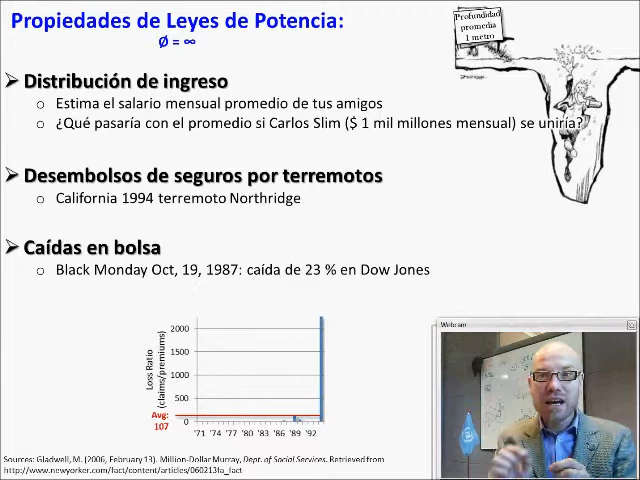 Propiedades de Leyes de Potencia:
Ø = ∞
Profundidad
promedia
1 metro
➢ Distribución de ingreso
o Estima el salario mensual promedio de tus amigos
o ¿Qué pasaría con el promedio si Carlos Slim ($ 1 mil millones mensual) se uniría?
➢ Desembolsos de seguros por terremotos
o California 1994 terremoto Northridge
➢ Caídas en bolsa
o Black Monday Oct, 19, 1987: caída de 23 % en Dow Jones
Loss Ratio
(claims/premiums)
2000
1500
1000
500
0
Avg:
107
'71 '74 '77 '80 '83 '86 '89 '92
Webcam
Sources: Gladwell, M. (2006, February 13). Million-Dollar Murray, Dept. of Social Services. Retrieved from
http://www.newyorker.com/fact/content/articles/060213fa_fact